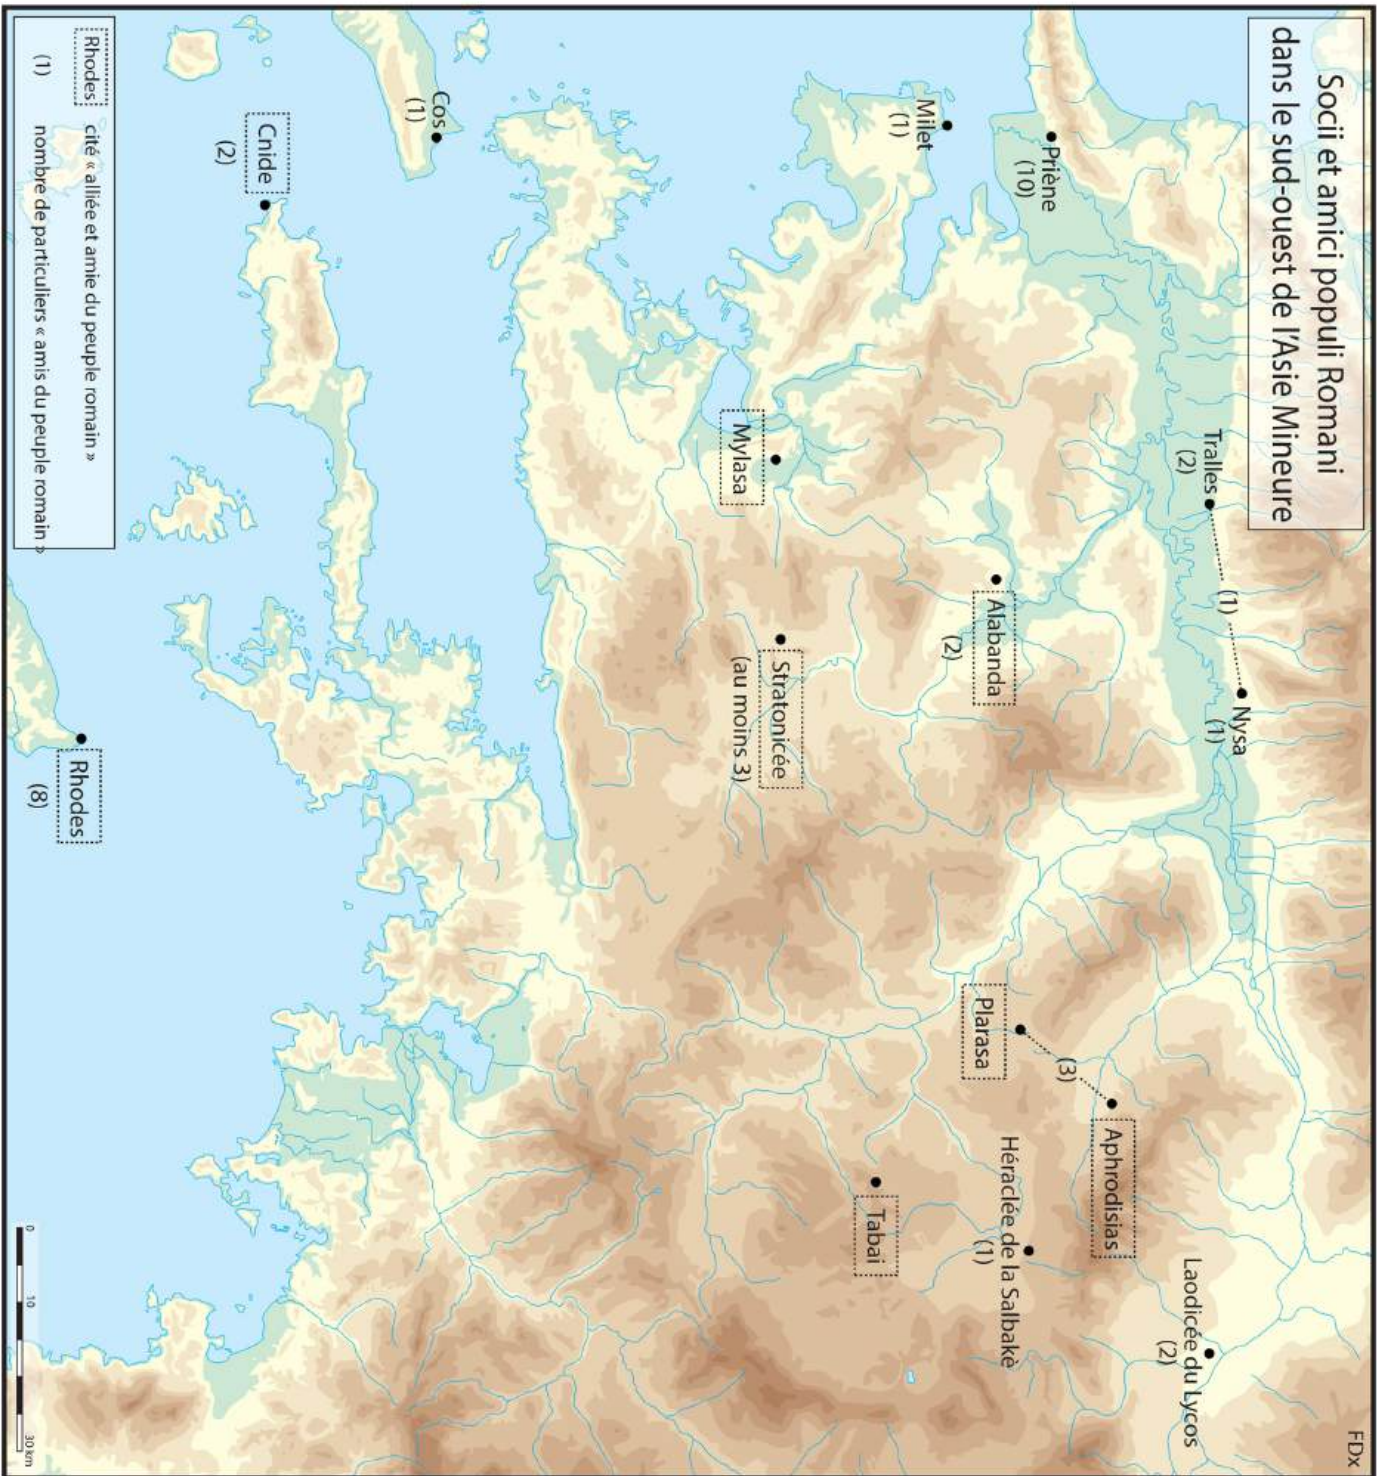 Socii et amici populi Romani
dans le sud-ouest de l'Asie Mineure
FDx
Tralles
(2)
(1)
Nysa
(1)
Laodicée du Lycos
(2)
Priène
(10)
Aphrodisias
(3)
Plarasa
Héraclée de la Salbakè
(1)
Milet
(1)
Alabanda
(2)
Tabai
Mylasa
Stratonicée
(au moins 3)
Cos
(1)
Cnide
(2)
Rhodes
(8)
Rhodes
cité « alliée et amie du peuple romain »
(1)
nombre de particuliers « amis du peuple romain »
0
10
30 km